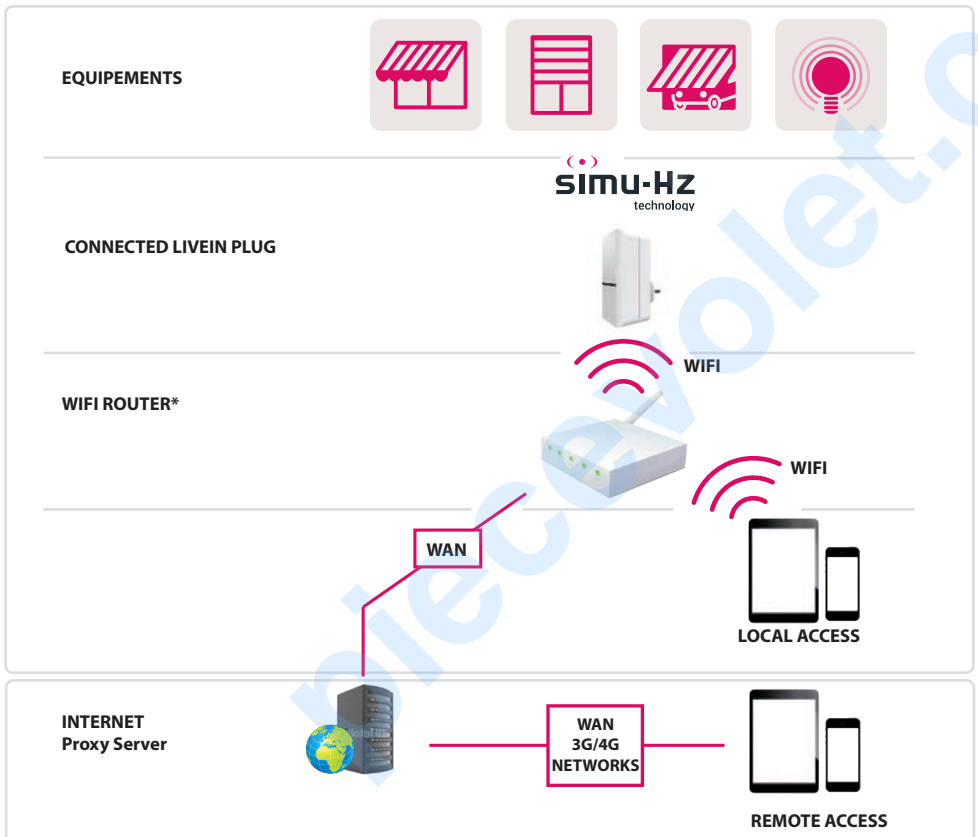 EQUIPEMENTS
simu-Hz
technology
CONNECTED LIVEIN PLUG
WIFI
WIFI ROUTER*
WIFI
WAN
LOCAL ACCESS
INTERNET
Proxy Server
WAN
3G/4G
NETWORKS
REMOTE ACCESS
piecevolet.c